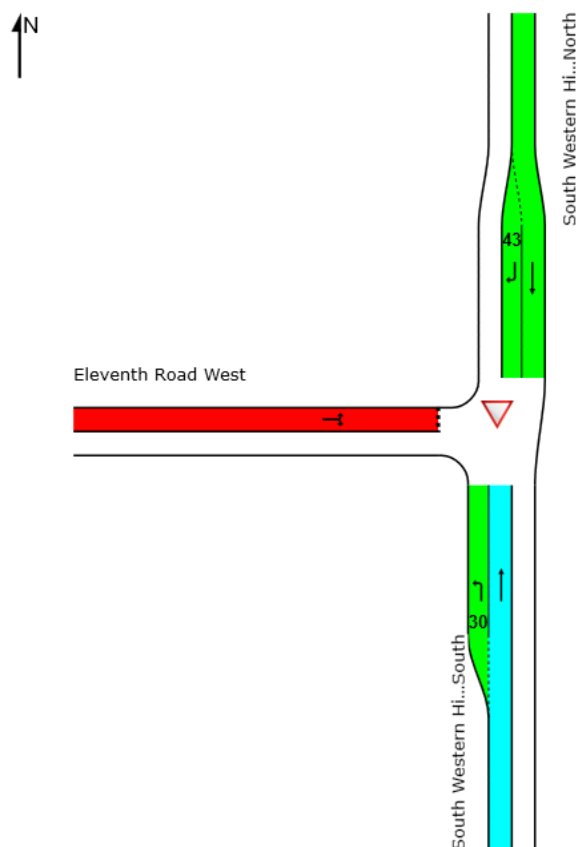 N
South Western Hi...North
43
Eleventh Road West
30
South Western Hi...South